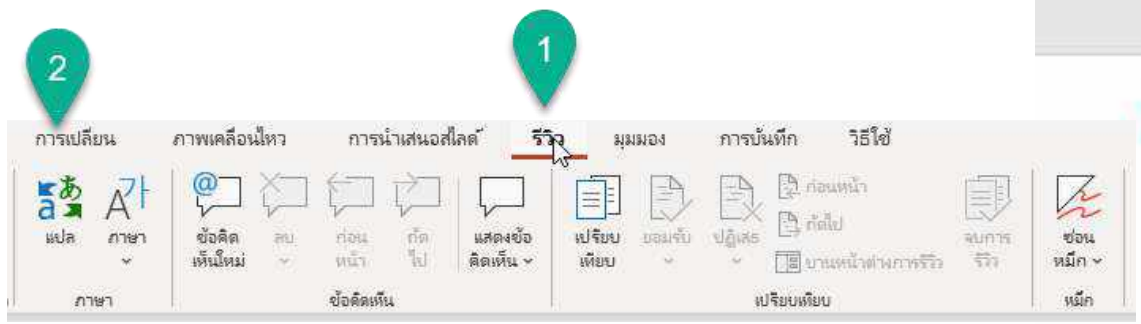 2
1
การเปลี่ยน ภาพเคลื่อนไหว การนำเสนอสไลด์ รีวิว มุมมอง การบันทึก วิธีใช้
แปล
ภาษา
ภาษา
ข้อคิด
เห็นใหม่
ลบ
ก่อน
หน้า
ถัด
ไป
แสดงข้อ
คิดเห็น
ข้อคิดเห็น
เปรียบ
เทียบ
ยอมรับ
ปฏิเสธ
ก่อนหน้า
ถัดไป
บานหน้าต่างการรีวิว
จบการ
รีวิว
เปรียบเทียบ
ซ่อน
หมึก
หมึก